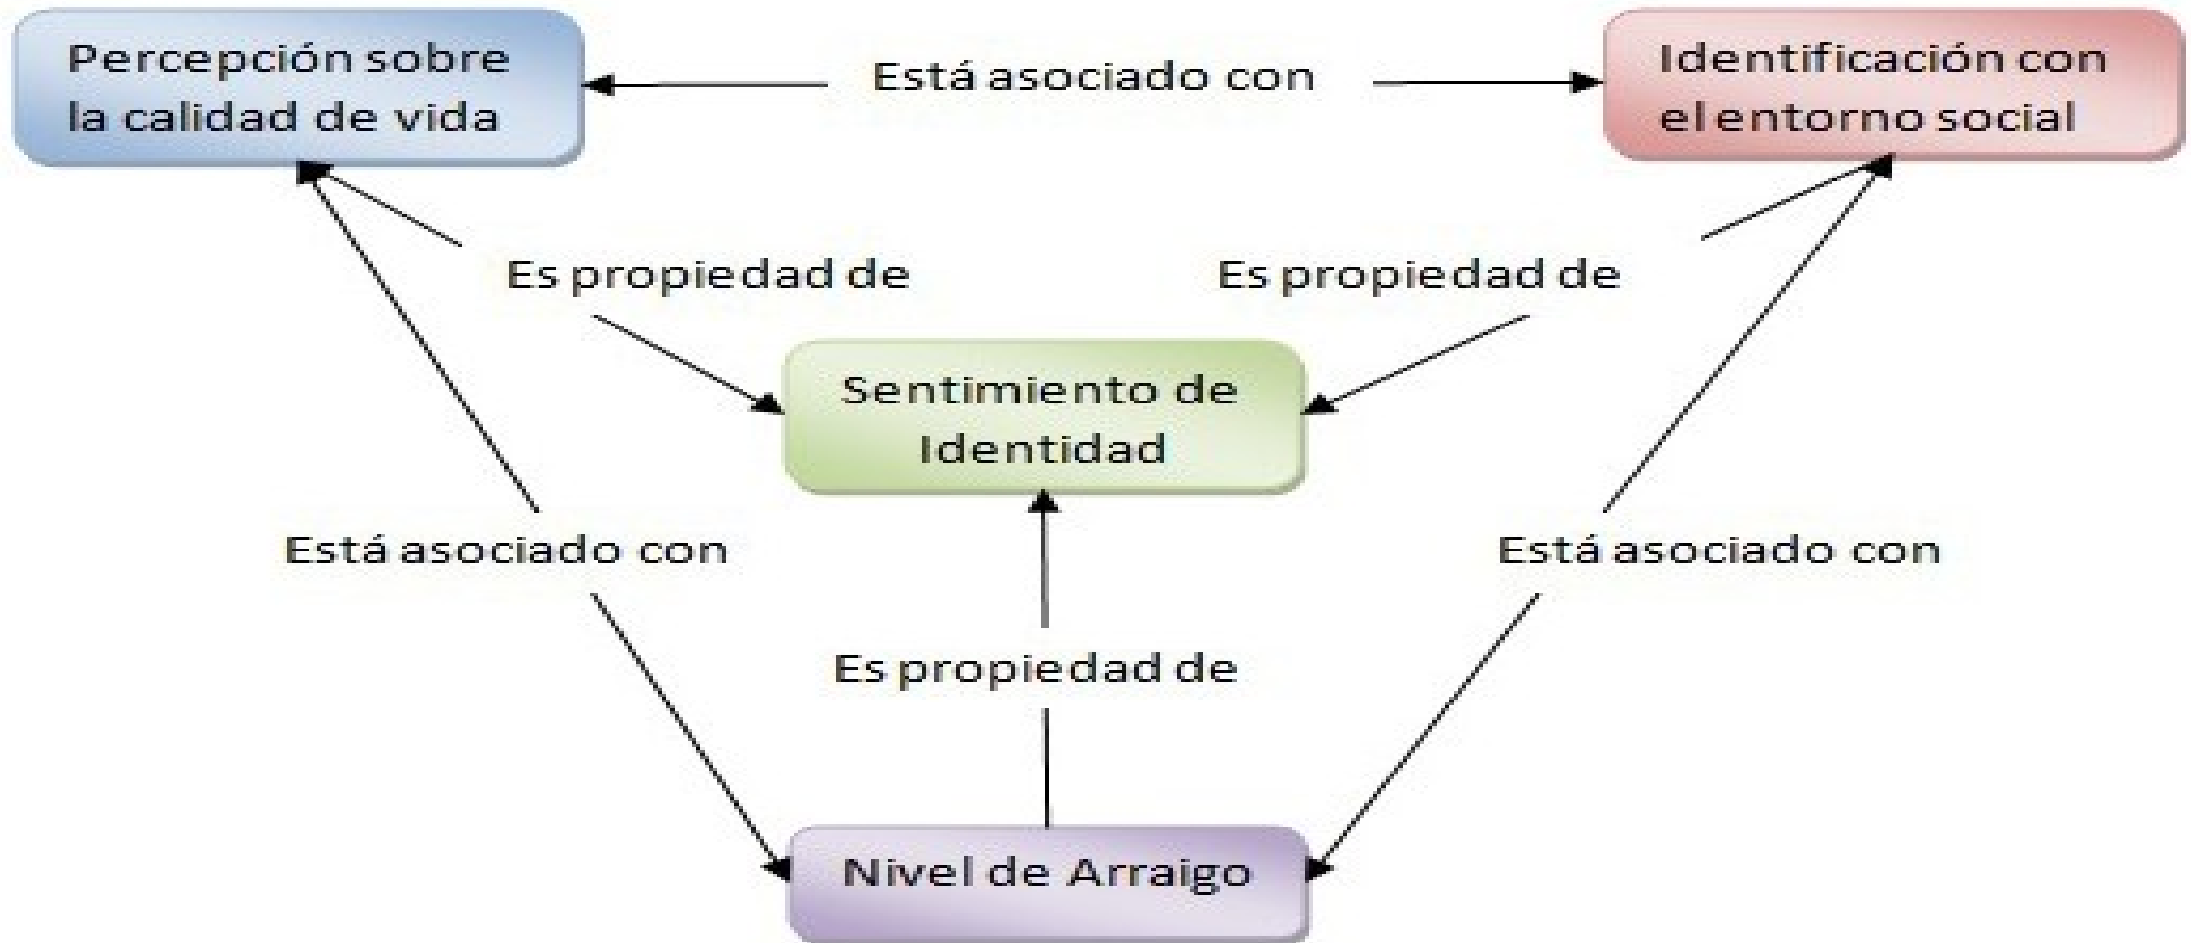 Percepción sobre
la calidad de vida
Está asociado con
Identificación con
el entorno social
Es propiedad de
Es propiedad de
Sentimiento de
Identidad
Está asociado con
Está asociado con
Es propiedad de
Nivel de Arraigo